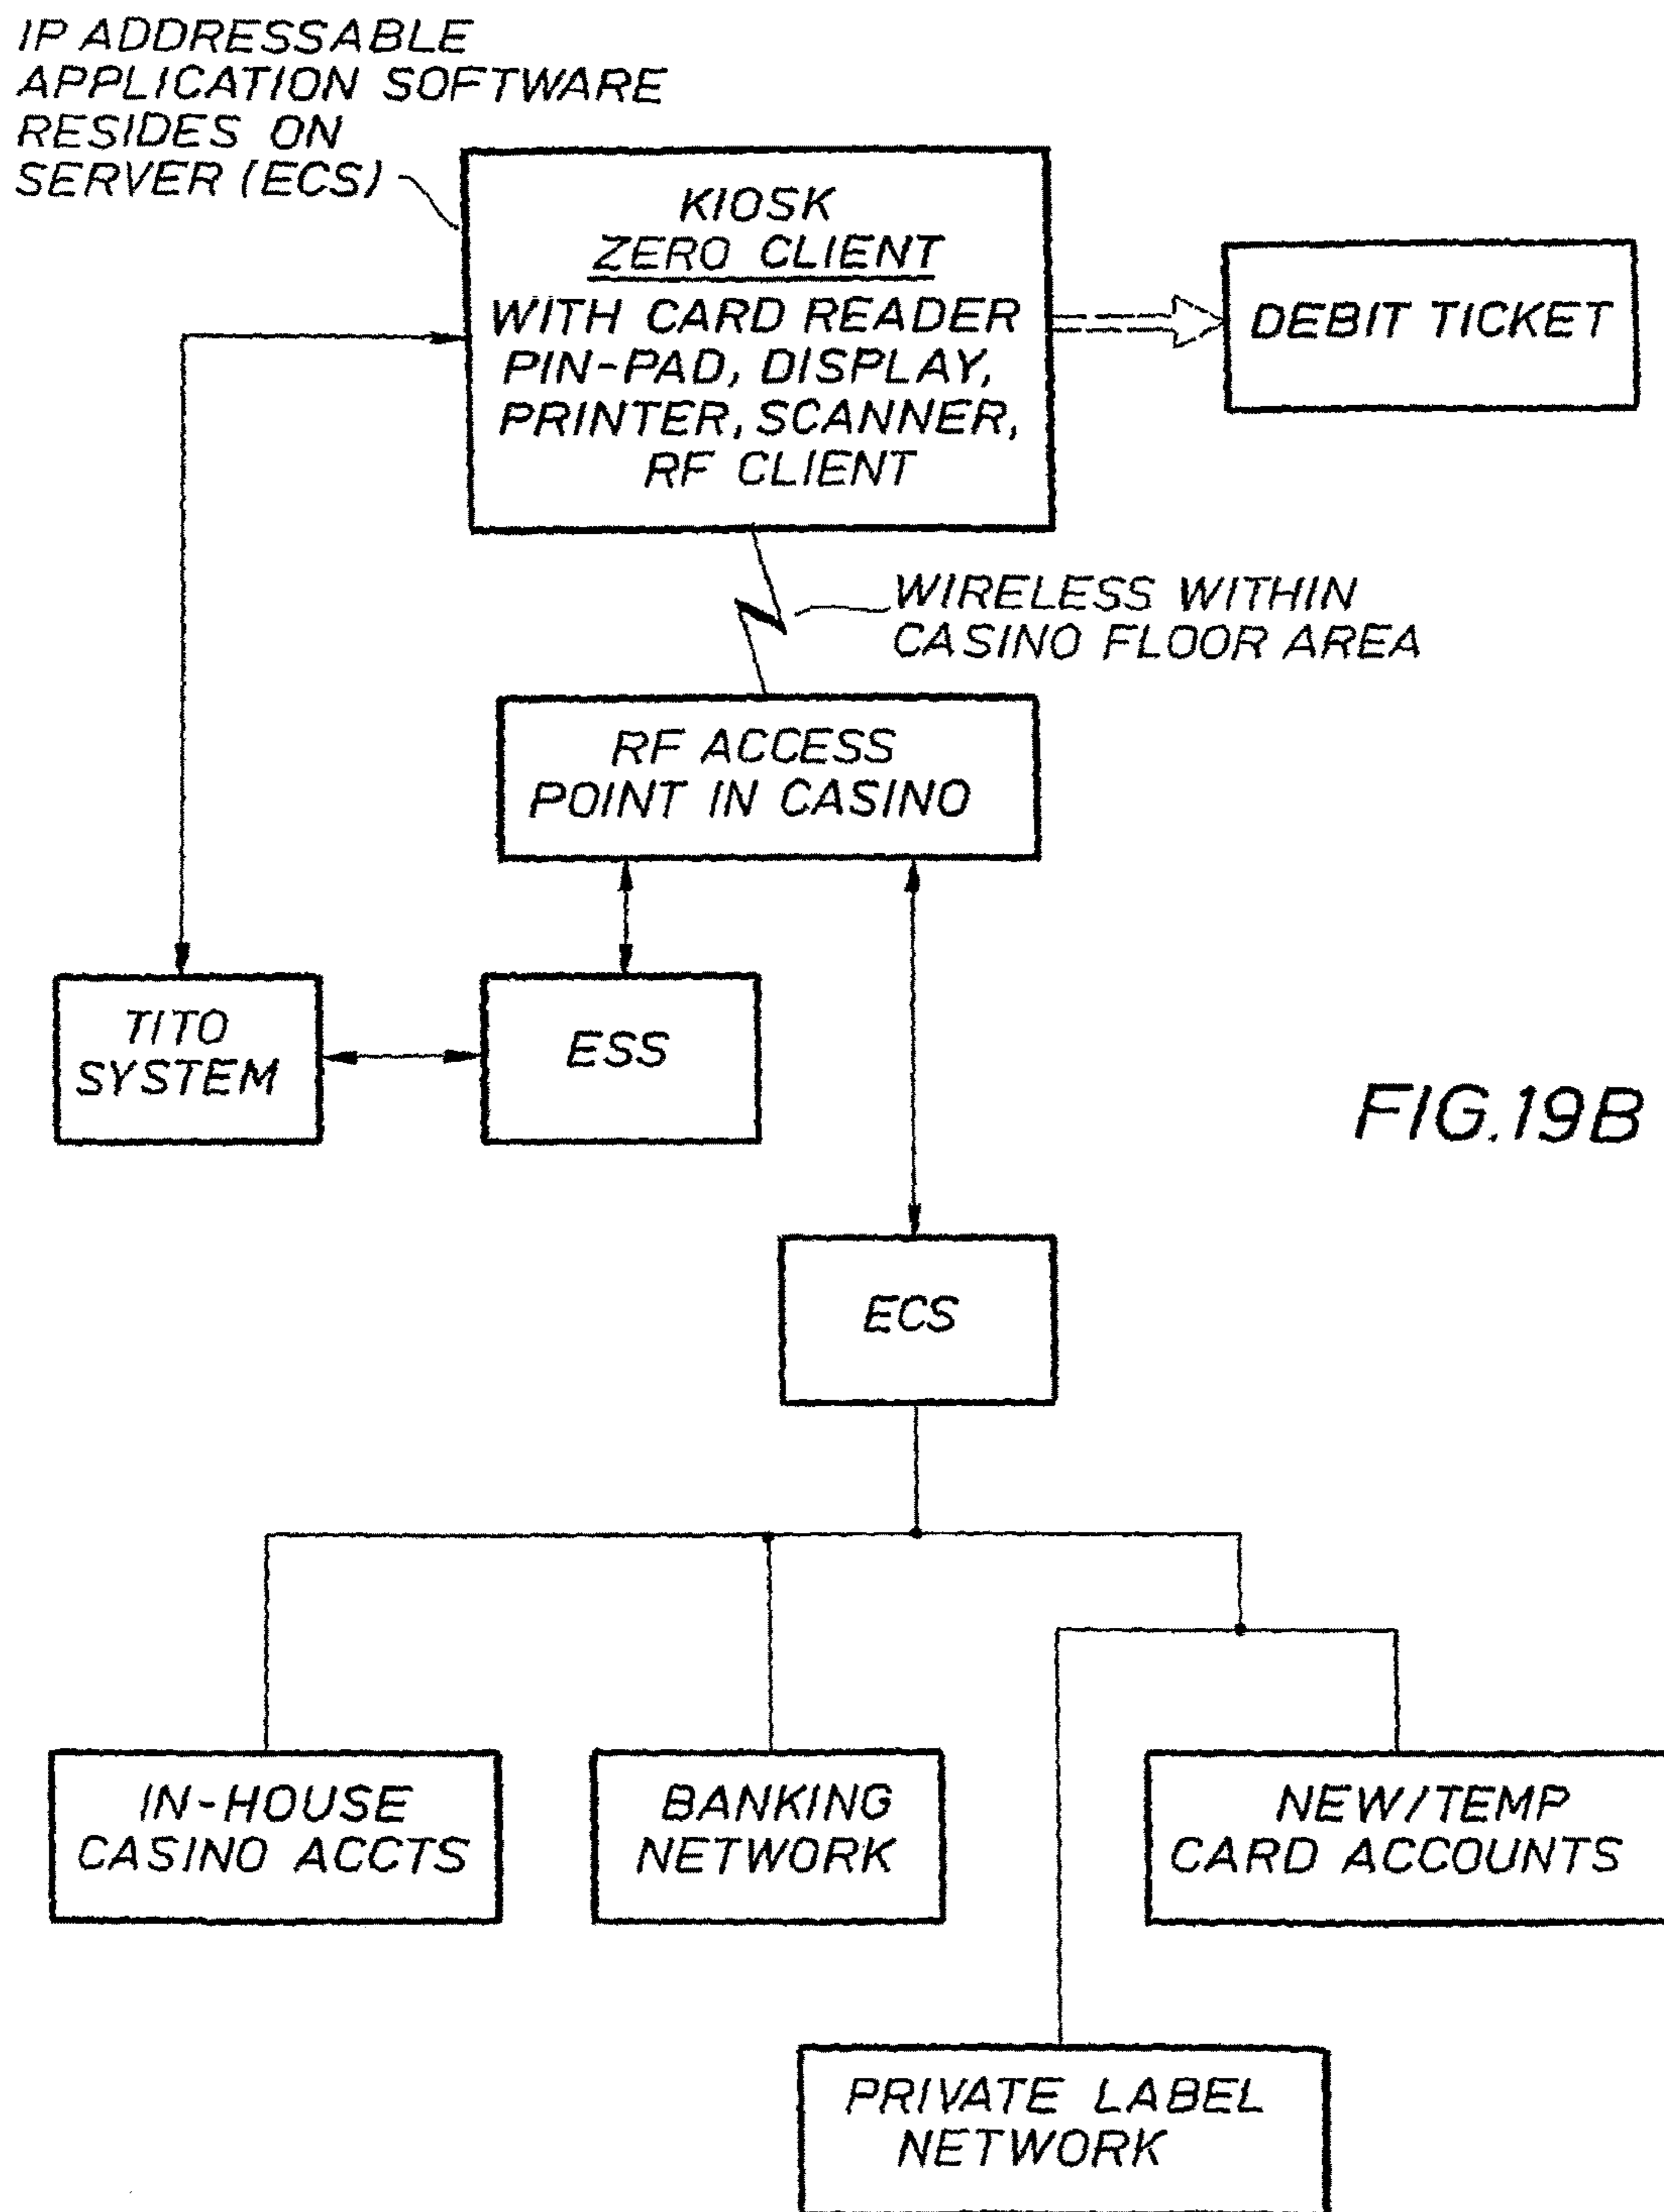 IP ADDRESSABLE
APPLICATION SOFTWARE
RESIDES ON
SERVER (ECS)
KIOSK
ZERO CLIENT
WITH CARD READER
PIN-PAD, DISPLAY,
PRINTER, SCANNER,
RF CLIENT
DEBIT TICKET
WIRELESS WITHIN
CASINO FLOOR AREA
RF ACCESS
POINT IN CASINO
TITO
SYSTEM
ESS
FIG.19B
ECS
IN-HOUSE
CASINO ACCTS
BANKING
NETWORK
NEW/TEMP
CARD ACCOUNTS
PRIVATE LABEL
NETWORK